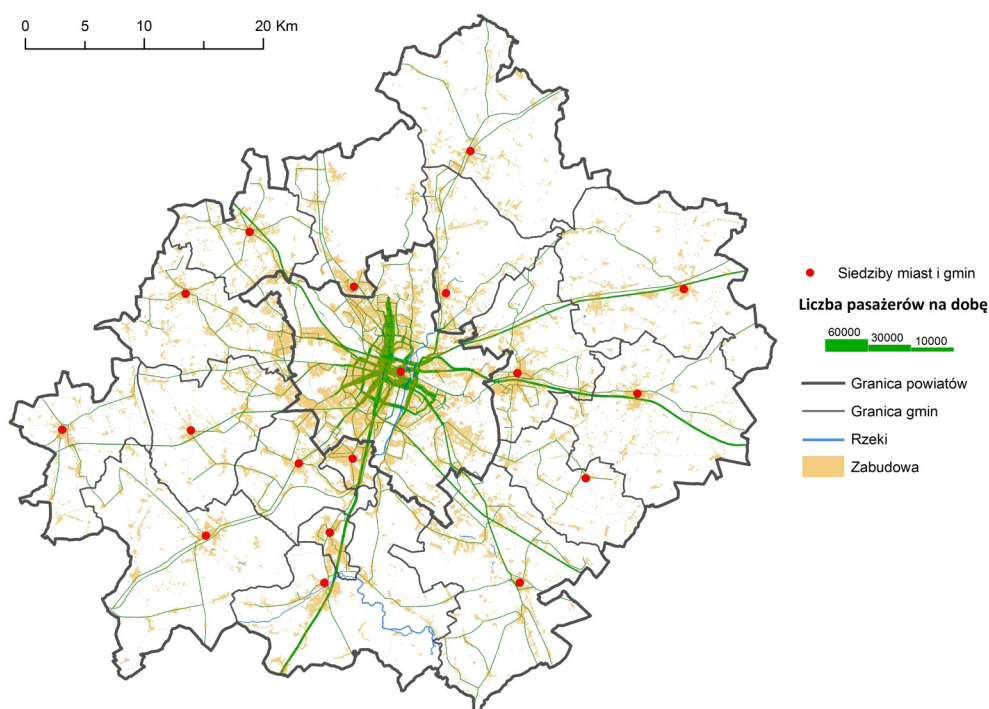 0 5 10 20 Km
Siedziby miast i gmin
Liczba pasażerów na dobę
60000 30000 10000
Granica powiatów
Granica gmin
Rzeki
Zabudowa